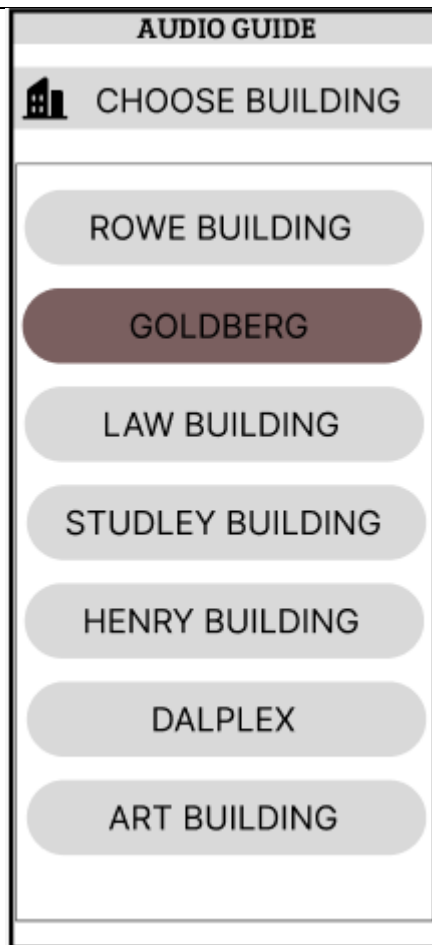 AUDIO GUIDE
CHOOSE BUILDING
ROWE BUILDING
GOLDBERG
LAW BUILDING
STUDLEY BUILDING
HENRY BUILDING
DALPLEX
ART BUILDING